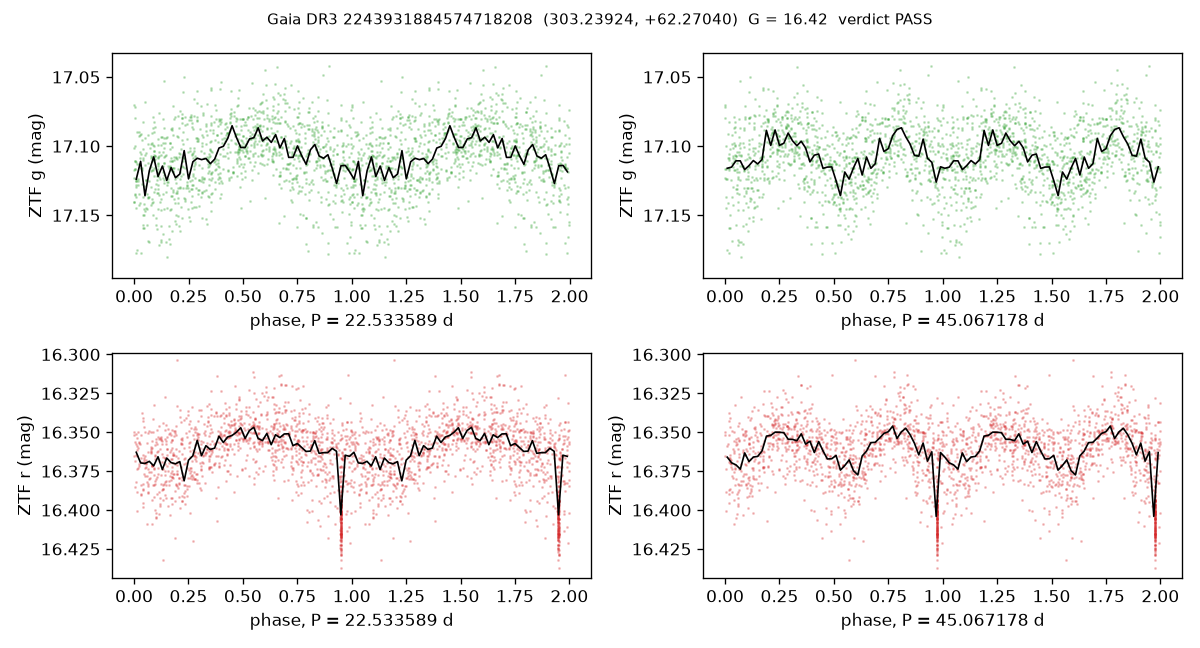 Gaia DR3 2243931884574718208  (303.23924, +62.27040)  G = 16.42  verdict PASS
ZTF g (mag)
17.05
17.10
17.15
0.00 0.25 0.50 0.75 1.00 1.25 1.50 1.75 2.00
phase, P = 22.533589 d
ZTF g (mag)
17.05
17.10
17.15
0.00 0.25 0.50 0.75 1.00 1.25 1.50 1.75 2.00
phase, P = 45.067178 d
ZTF r (mag)
16.300
16.325
16.350
16.375
16.400
16.425
0.00 0.25 0.50 0.75 1.00 1.25 1.50 1.75 2.00
phase, P = 22.533589 d
ZTF r (mag)
16.300
16.325
16.350
16.375
16.400
16.425
0.00 0.25 0.50 0.75 1.00 1.25 1.50 1.75 2.00
phase, P = 45.067178 d